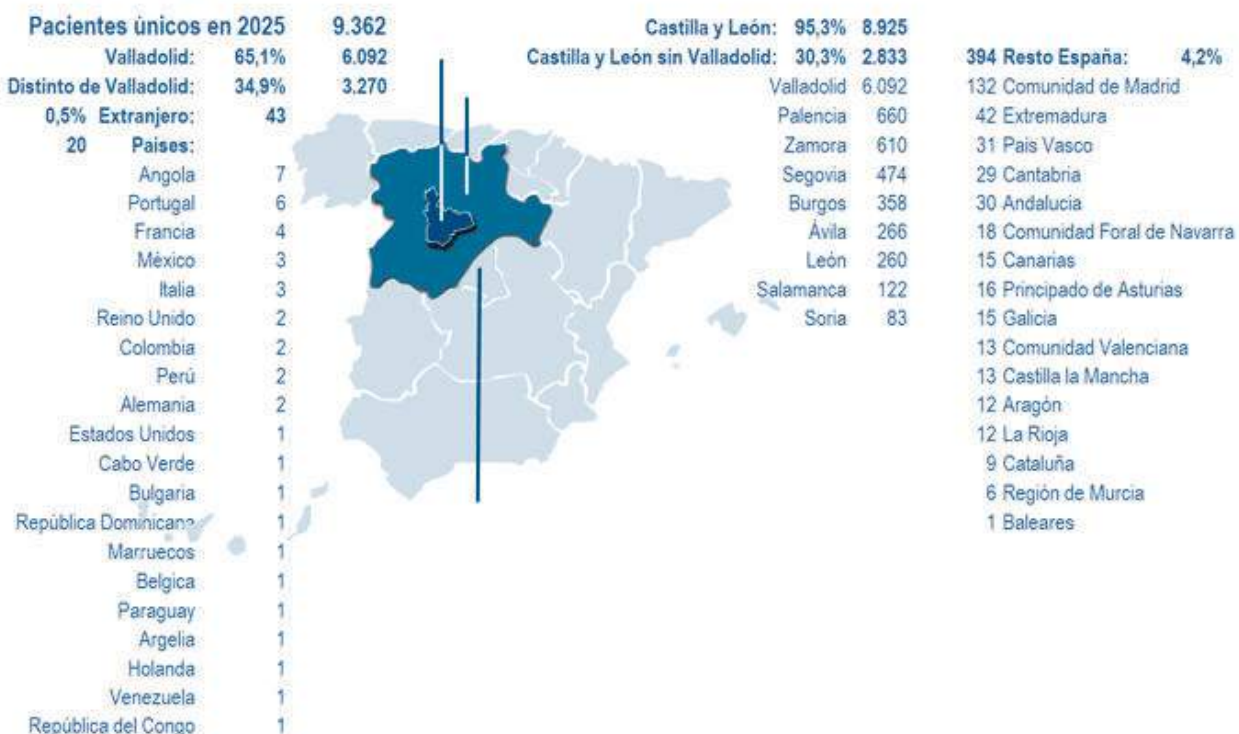 Pacientes únicos en 2025 9.362
Valladolid: 65,1% 6.092
Distinto de Valladolid: 34,9% 3.270
0,5% Extranjero: 43
20 Paises:
Angola 7
Portugal 6
Francia 4
México 3
Italia 3
Reino Unido 2
Colombia 2
Perú 2
Alemania 2
Estados Unidos 1
Cabo Verde 1
Bulgaria 1
República Dominicana 1
Marruecos 1
Belgica 1
Paraguay 1
Argelia 1
Holanda 1
Venezuela 1
República del Congo 1
Castilla y León: 95,3% 8.925
Castilla y León sin Valladolid: 30,3% 2.833
Valladolid 6.092
Palencia 660
Zamora 610
Segovia 474
Burgos 358
Ávila 266
León 260
Salamanca 122
Soria 83
394 Resto España: 4,2%
132 Comunidad de Madrid
42 Extremadura
31 Pais Vasco
29 Cantabria
30 Andalucia
18 Comunidad Foral de Navarra
15 Canarias
16 Principado de Asturias
15 Galicia
13 Comunidad Valenciana
13 Castilla la Mancha
12 Aragón
12 La Rioja
9 Cataluña
6 Región de Murcia
1 Baleares